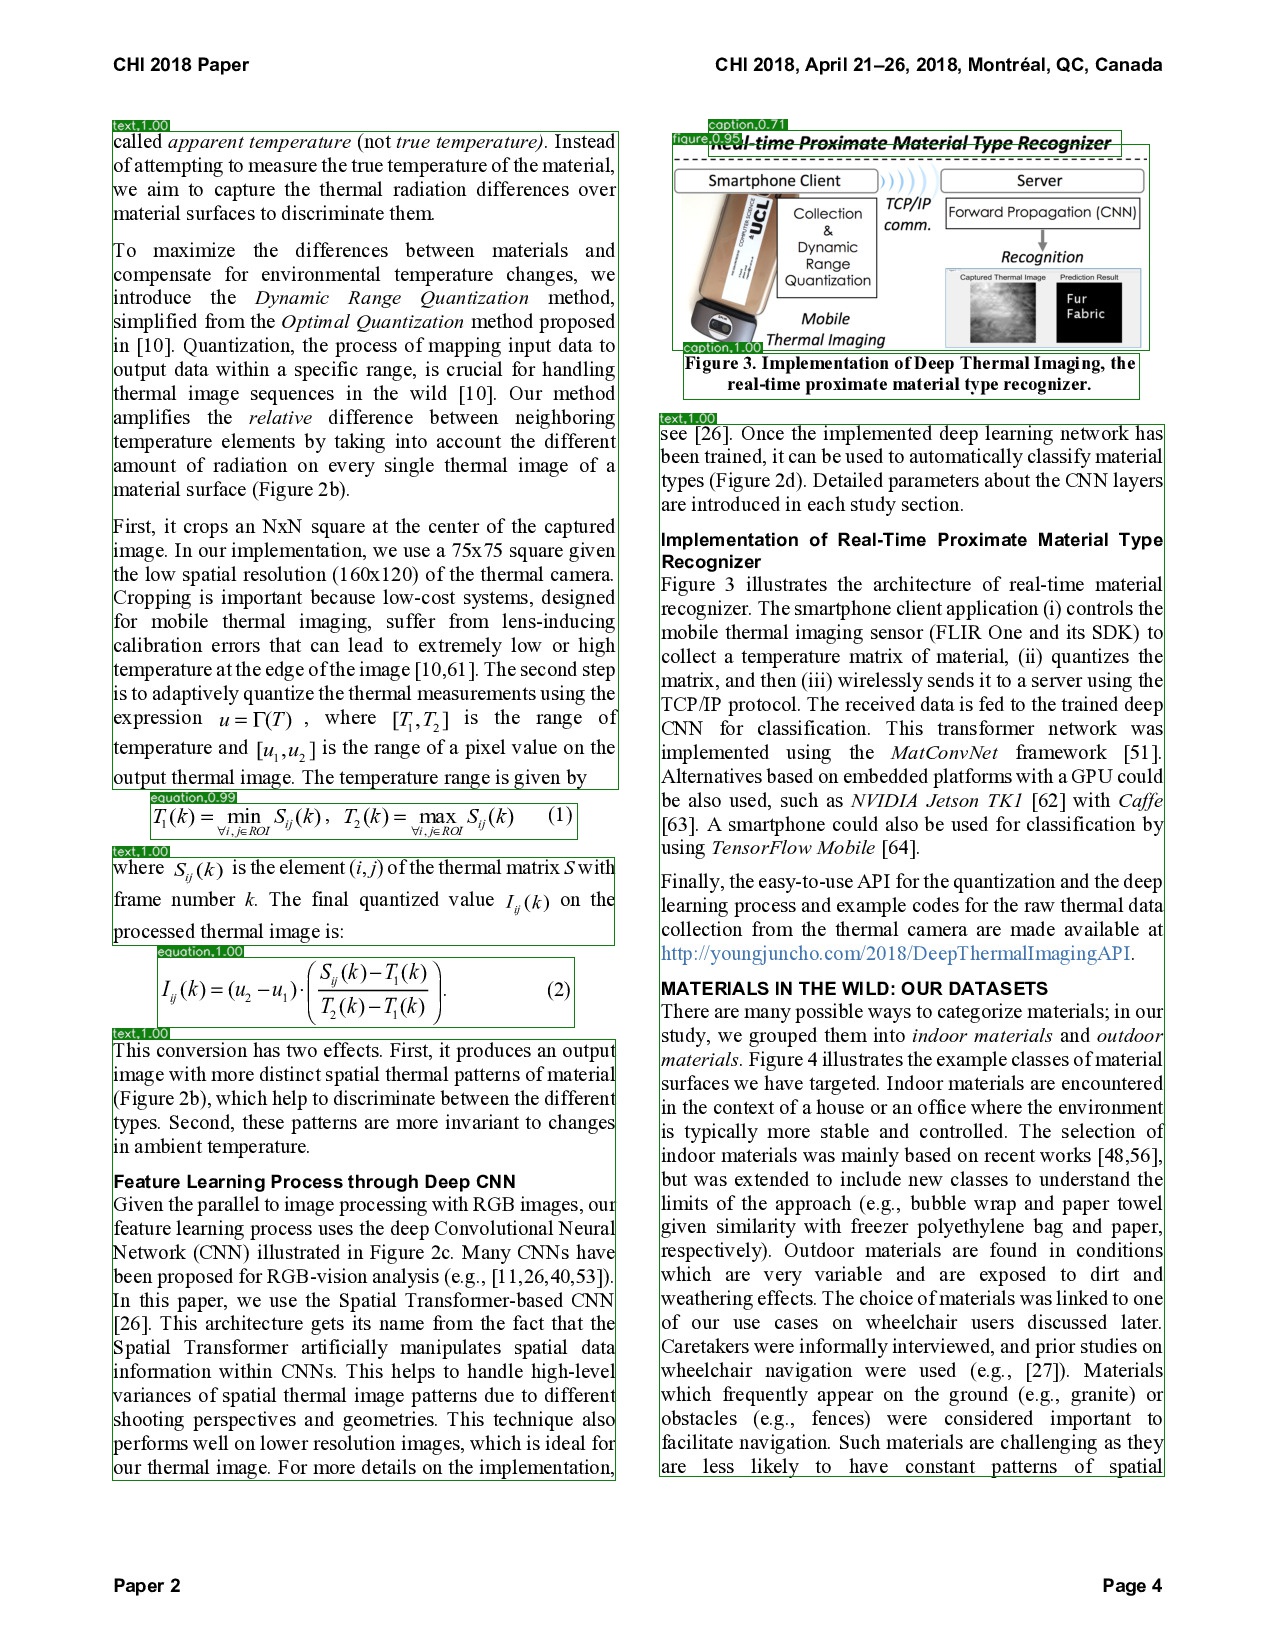 CHI 2018 Paper
CHI 2018, April 21–26, 2018, Montréal, QC, Canada
text,1.00
called apparent temperature (not true temperature). Instead
of attempting to measure the true temperature of the material,
we aim to capture the thermal radiation differences over
material surfaces to discriminate them.
To maximize the differences between materials and
compensate for environmental temperature changes, we
introduce the Dynamic Range Quantization method,
simplified from the Optimal Quantization method proposed
in [10]. Quantization, the process of mapping input data to
output data within a specific range, is crucial for handling
thermal image sequences in the wild [10]. Our method
amplifies the relative difference between neighboring
temperature elements by taking into account the different
amount of radiation on every single thermal image of a
material surface (Figure 2b).
First, it crops an NxN square at the center of the captured
image. In our implementation, we use a 75x75 square given
the low spatial resolution (160x120) of the thermal camera.
Cropping is important because low-cost systems, designed
for mobile thermal imaging, suffer from lens-inducing
calibration errors that can lead to extremely low or high
temperature at the edge of the image [10,61]. The second step
is to adaptively quantize the thermal measurements using the
expression u = Γ(T) , where [T₁,T₂] is the range of
temperature and [u₁,u₂] is the range of a pixel value on the
output thermal image. The temperature range is given by
equation,0.99
T₁(k) = min_{∀i,j∈ROI} S_ij(k) , T₂(k) = max_{∀i,j∈ROI} S_ij(k) (1)
text,1.00
where S_ij(k) is the element (i,j) of the thermal matrix S with
frame number k. The final quantized value I_ij(k) on the
processed thermal image is:
equation,1.00
I_ij(k) = (u₂ − u₁)·((S_ij(k) − T₁(k)) / (T₂(k) − T₁(k))). (2)
text,1.00
This conversion has two effects. First, it produces an output
image with more distinct spatial thermal patterns of material
(Figure 2b), which help to discriminate between the different
types. Second, these patterns are more invariant to changes
in ambient temperature.
Feature Learning Process through Deep CNN
Given the parallel to image processing with RGB images, our
feature learning process uses the deep Convolutional Neural
Network (CNN) illustrated in Figure 2c. Many CNNs have
been proposed for RGB-vision analysis (e.g., [11,26,40,53]).
In this paper, we use the Spatial Transformer-based CNN
[26]. This architecture gets its name from the fact that the
Spatial Transformer artificially manipulates spatial data
information within CNNs. This helps to handle high-level
variances of spatial thermal image patterns due to different
shooting perspectives and geometries. This technique also
performs well on lower resolution images, which is ideal for
our thermal image. For more details on the implementation,
caption,0.71
figure,0.95
Real-time Proximate Material Type Recognizer
Smartphone Client
Server
COMPUTER SCIENCE
UCL
Collection
&
Dynamic
Range
Quantization
TCP/IP
comm.
Forward Propagation (CNN)
Recognition
Captured Thermal Image
Prediction Result
Fur
Fabric
Mobile
Thermal Imaging
caption,1.00
Figure 3. Implementation of Deep Thermal Imaging, the
real-time proximate material type recognizer.
text,1.00
see [26]. Once the implemented deep learning network has
been trained, it can be used to automatically classify material
types (Figure 2d). Detailed parameters about the CNN layers
are introduced in each study section.
Implementation of Real-Time Proximate Material Type
Recognizer
Figure 3 illustrates the architecture of real-time material
recognizer. The smartphone client application (i) controls the
mobile thermal imaging sensor (FLIR One and its SDK) to
collect a temperature matrix of material, (ii) quantizes the
matrix, and then (iii) wirelessly sends it to a server using the
TCP/IP protocol. The received data is fed to the trained deep
CNN for classification. This transformer network was
implemented using the MatConvNet framework [51].
Alternatives based on embedded platforms with a GPU could
be also used, such as NVIDIA Jetson TK1 [62] with Caffe
[63]. A smartphone could also be used for classification by
using TensorFlow Mobile [64].
Finally, the easy-to-use API for the quantization and the deep
learning process and example codes for the raw thermal data
collection from the thermal camera are made available at
http://youngjuncho.com/2018/DeepThermalImagingAPI.
MATERIALS IN THE WILD: OUR DATASETS
There are many possible ways to categorize materials; in our
study, we grouped them into indoor materials and outdoor
materials. Figure 4 illustrates the example classes of material
surfaces we have targeted. Indoor materials are encountered
in the context of a house or an office where the environment
is typically more stable and controlled. The selection of
indoor materials was mainly based on recent works [48,56],
but was extended to include new classes to understand the
limits of the approach (e.g., bubble wrap and paper towel
given similarity with freezer polyethylene bag and paper,
respectively). Outdoor materials are found in conditions
which are very variable and are exposed to dirt and
weathering effects. The choice of materials was linked to one
of our use cases on wheelchair users discussed later.
Caretakers were informally interviewed, and prior studies on
wheelchair navigation were used (e.g., [27]). Materials
which frequently appear on the ground (e.g., granite) or
obstacles (e.g., fences) were considered important to
facilitate navigation. Such materials are challenging as they
are less likely to have constant patterns of spatial
Paper 2
Page 4